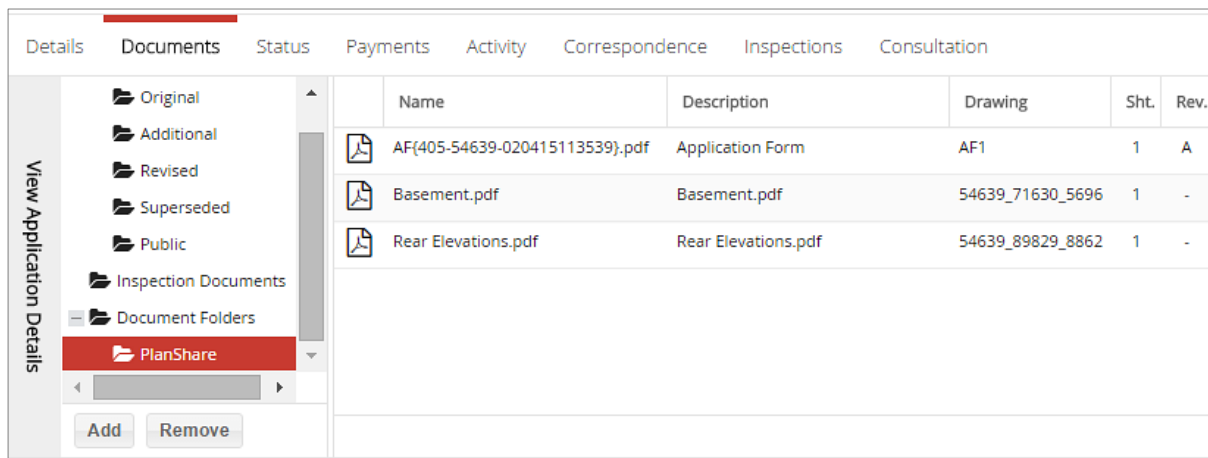 Details Documents Status Payments Activity Correspondence Inspections Consultation
View Application Details
Original
Additional
Revised
Superseded
Public
Inspection Documents
Document Folders
PlanShare
Add Remove
Name Description Drawing Sht. Rev.
AF{405-54639-020415113539}.pdf Application Form AF1 1 A
Basement.pdf Basement.pdf 54639_71630_5696 1 -
Rear Elevations.pdf Rear Elevations.pdf 54639_89829_8862 1 -